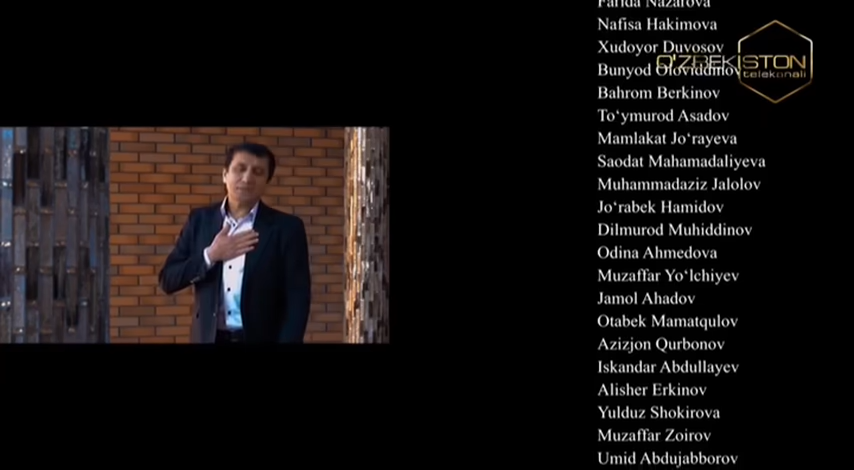 Farida Nazarova
Nafisa Hakimova
Xudoyor Duvosov
Bunyod Oloviddinov
O'ZBEKISTON
telekanali
Bahrom Berkinov
To‘ymurod Asadov
Mamlakat Jo‘rayeva
Saodat Mahamadaliyeva
Muhammadaziz Jalolov
Jo‘rabek Hamidov
Dilmurod Muhiddinov
Odina Ahmedova
Muzaffar Yo‘lchiyev
Jamol Ahadov
Otabek Mamatqulov
Azizjon Qurbonov
Iskandar Abdullayev
Alisher Erkinov
Yulduz Shokirova
Muzaffar Zoirov
Umid Abdujabborov